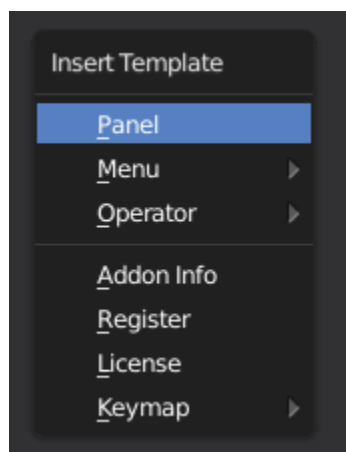 Insert Template
Panel
Menu
Operator
Addon Info
Register
License
Keymap